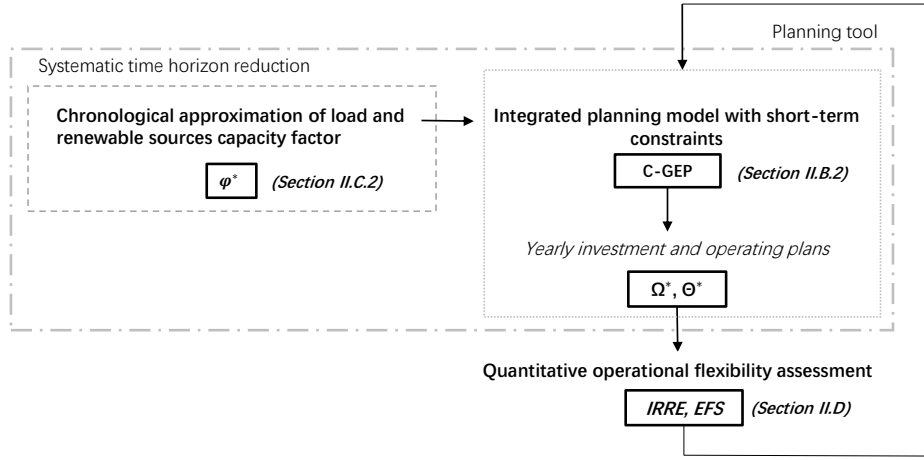 Planning tool
Systematic time horizon reduction
Chronological approximation of load and
renewable sources capacity factor
φ* (Section II.C.2)
Integrated planning model with short-term
constraints
C-GEP (Section II.B.2)
Yearly investment and operating plans
Ω*, Θ*
Quantitative operational flexibility assessment
IRRE, EFS (Section II.D)